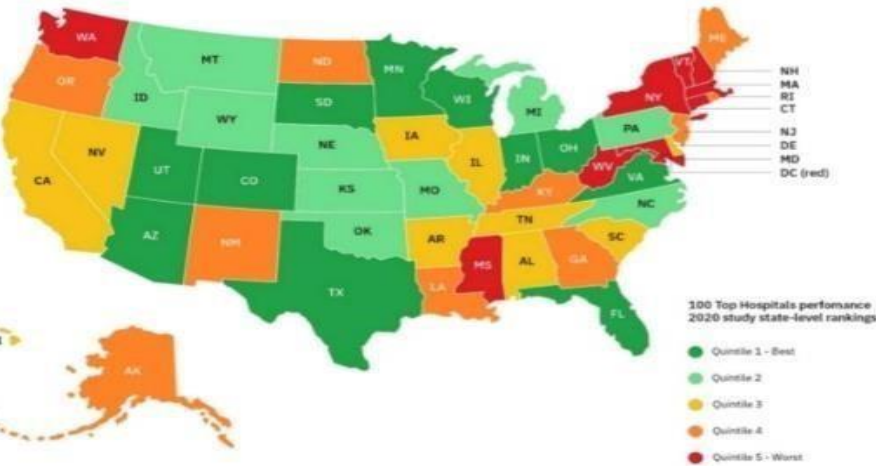 WA
MT
ND
MN
ME
VT
OR
ID
SD
WI
MI
NY
NH
MA
RI
CT
WY
NE
IA
PA
NJ
DE
MD
DC (red)
NV
UT
CO
KS
MO
IL
IN
OH
WV
VA
KY
CA
AZ
NM
OK
AR
TN
NC
SC
TX
LA
MS
AL
GA
FL
AK
100 Top Hospitals perfomance
2020 study state-level rankings
Quintile 1 - Best
Quintile 2
Quintile 3
Quintile 4
Quintile 5 - Worst